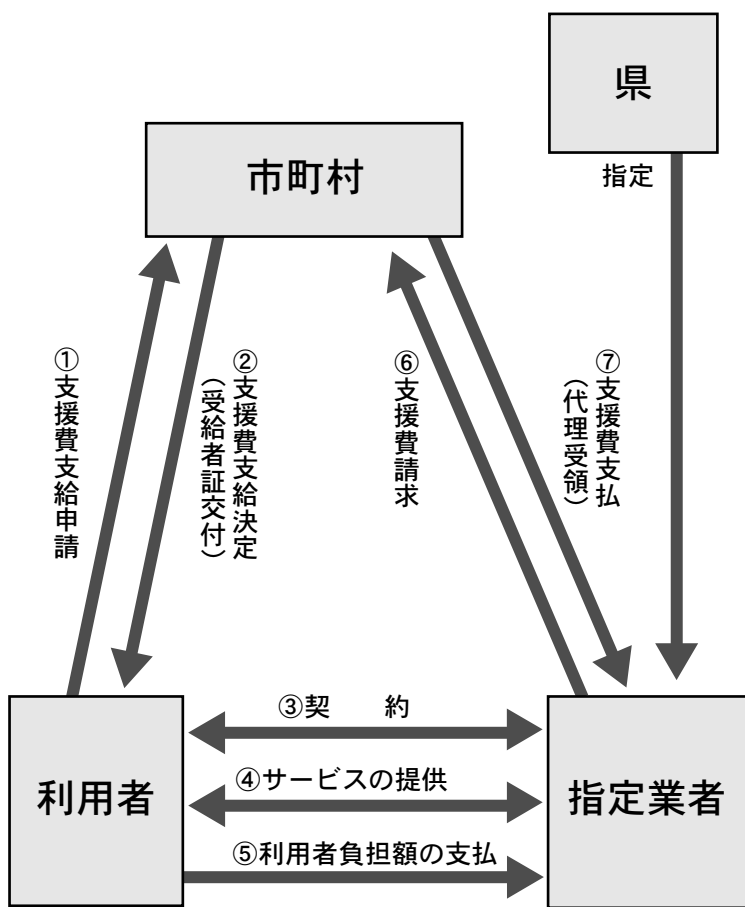 県
指定
市町村
①支援費支給申請
②支援費支給決定
（受給者証交付）
⑥支援費請求
⑦支援費支払
（代理受領）
③契　　約
④サービスの提供
⑤利用者負担額の支払
利用者
指定業者